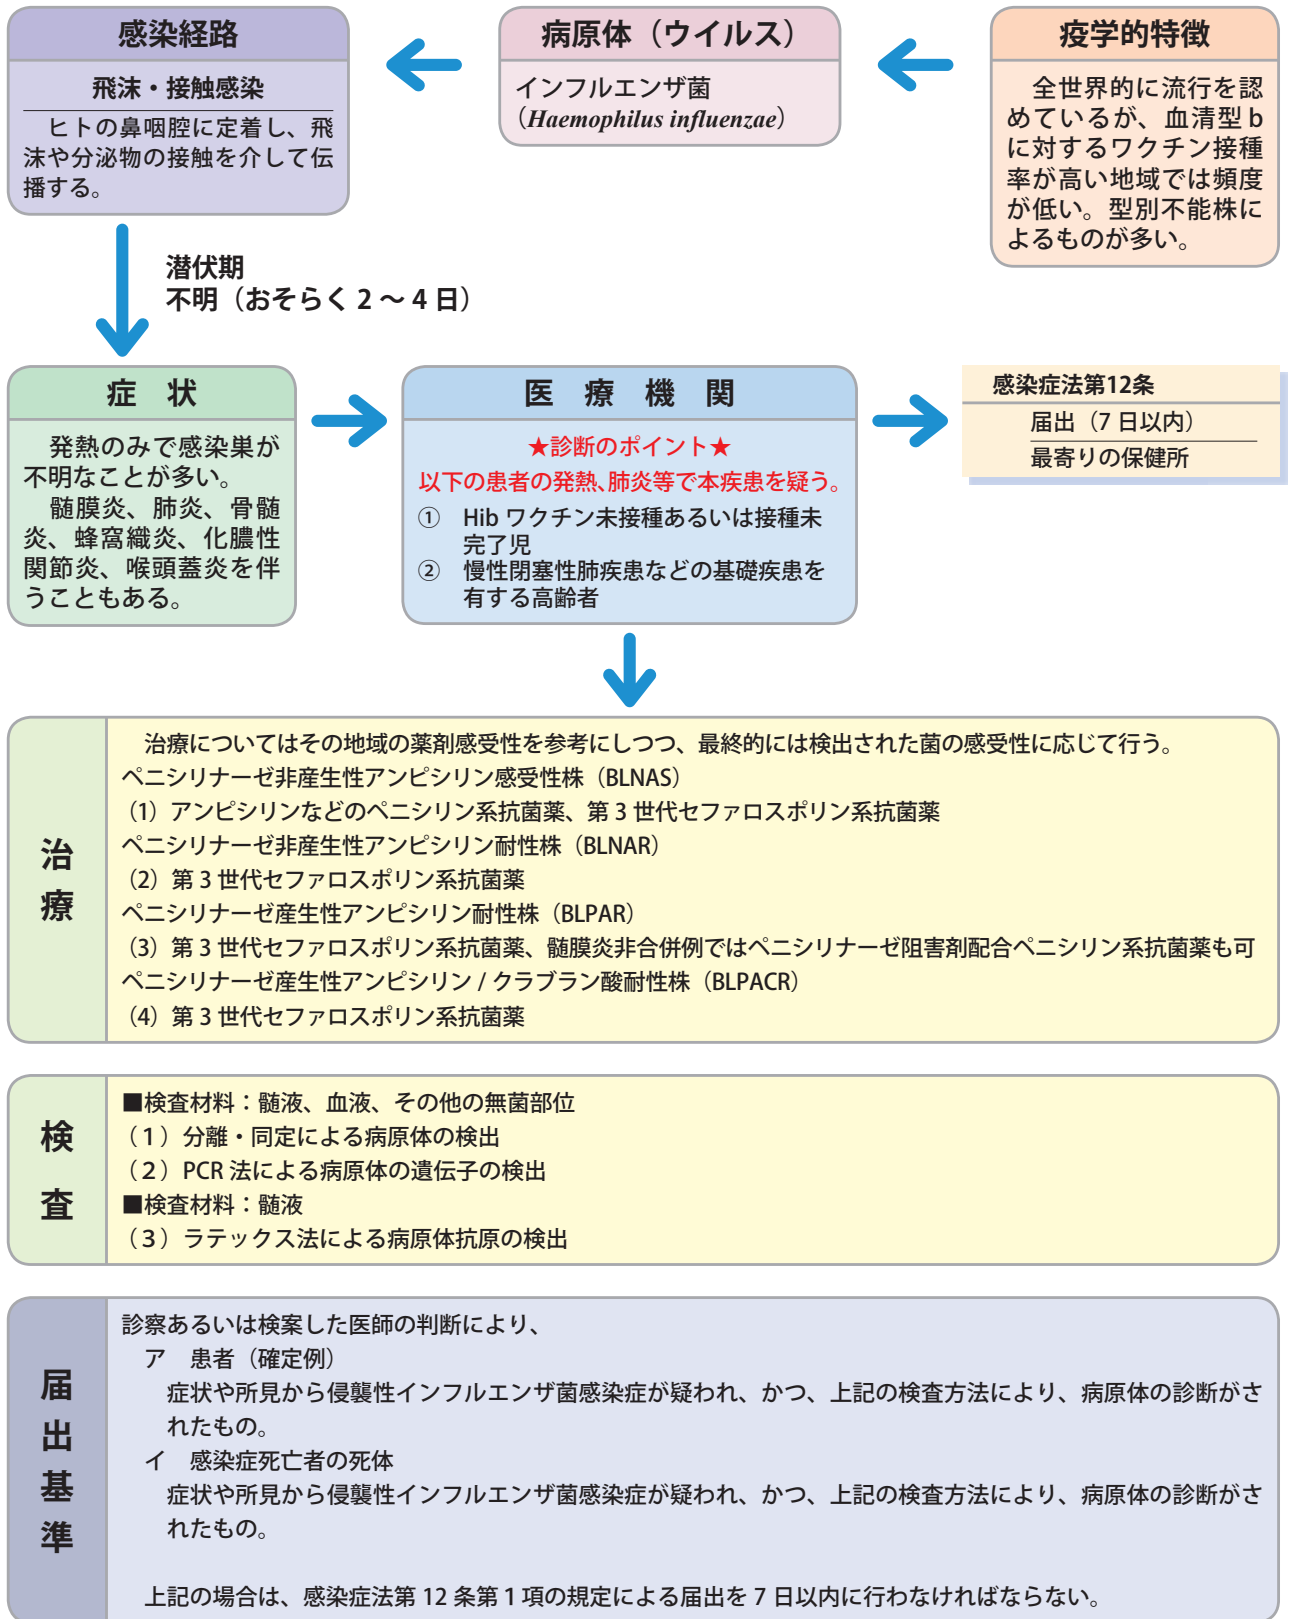 感染経路
飛沫・接触感染
ヒトの鼻咽腔に定着し、飛
沫や分泌物の接触を介して伝
播する。
病原体（ウイルス）
インフルエンザ菌
（Haemophilus influenzae）
疫学的特徴
全世界的に流行を認
めているが、血清型 b
に対するワクチン接種
率が高い地域では頻度
が低い。型別不能株に
よるものが多い。
潜伏期
不明（おそらく 2 ～ 4 日）
症　状
発熱のみで感染巣が
不明なことが多い。
髄膜炎、肺炎、骨髄
炎、蜂窩織炎、化膿性
関節炎、喉頭蓋炎を伴
うこともある。
医　療　機　関
★診断のポイント★
以下の患者の発熱、肺炎等で本疾患を疑う。
①　Hib ワクチン未接種あるいは接種未
完了児
②　慢性閉塞性肺疾患などの基礎疾患を
有する高齢者
感染症法第12条
届出（7 日以内）
最寄りの保健所
治療
治療についてはその地域の薬剤感受性を参考にしつつ、最終的には検出された菌の感受性に応じて行う。
ペニシリナーゼ非産生性アンピシリン感受性株（BLNAS）
（1）アンピシリンなどのペニシリン系抗菌薬、第 3 世代セファロスポリン系抗菌薬
ペニシリナーゼ非産生性アンピシリン耐性株（BLNAR）
（2）第 3 世代セファロスポリン系抗菌薬
ペニシリナーゼ産生性アンピシリン耐性株（BLPAR）
（3）第 3 世代セファロスポリン系抗菌薬、髄膜炎非合併例ではペニシリナーゼ阻害剤配合ペニシリン系抗菌薬も可
ペニシリナーゼ産生性アンピシリン / クラブラン酸耐性株（BLPACR）
（4）第 3 世代セファロスポリン系抗菌薬
検査
■検査材料：髄液、血液、その他の無菌部位
（１）分離・同定による病原体の検出
（２）PCR 法による病原体の遺伝子の検出
■検査材料：髄液
（３）ラテックス法による病原体抗原の検出
届出基準
診察あるいは検案した医師の判断により、
ア　患者（確定例）
症状や所見から侵襲性インフルエンザ菌感染症が疑われ、かつ、上記の検査方法により、病原体の診断がさ
れたもの。
イ　感染症死亡者の死体
症状や所見から侵襲性インフルエンザ菌感染症が疑われ、かつ、上記の検査方法により、病原体の診断がさ
れたもの。
上記の場合は、感染症法第 12 条第 1 項の規定による届出を 7 日以内に行わなければならない。